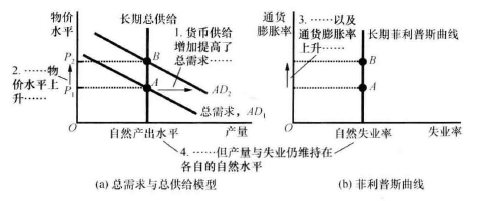 物价
水平
长期总供给
1. 货币供给
增加提高了
总需求……
P₂
B
2. ……物
价水平上
升……
P₁
A
AD₂
总需求，AD₁
O
自然产出水平
产量
(a) 总需求与总供给模型
通货
膨胀率
3. ……以及
通货膨胀率
上升……
长期菲利普斯曲线
B
A
O
自然失业率
失业率
4. ……但产量与失业仍维持在
各自的自然水平
(b) 菲利普斯曲线